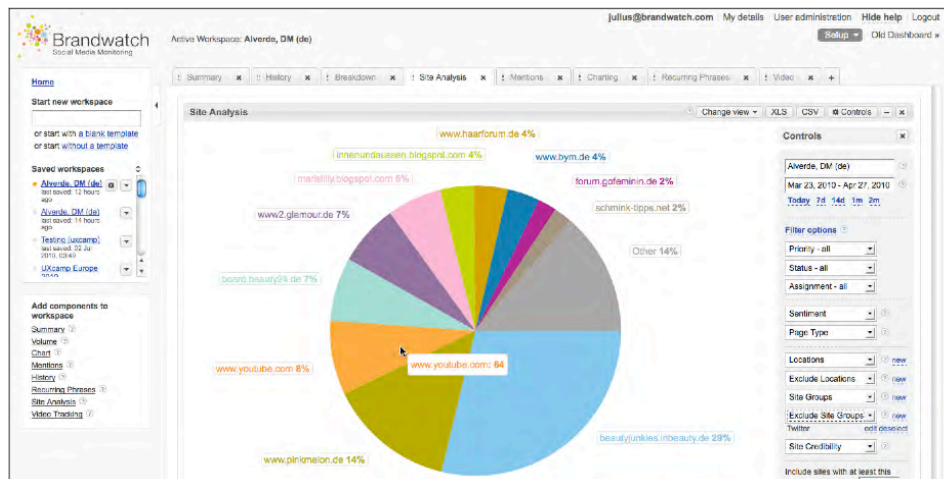 julius@brandwatch.com My details User administration Hide help Logout
Brandwatch
Social Media Monitoring
Active Workspace: Alverde, DM (de)
Setup
Old Dashboard »
Home
Start new workspace
or start with a blank template
or start without a template
Saved workspaces
Alverde, DM (de)
last saved: 12 hours
ago
Alverde, DM (de)
last saved: 14 hours
ago
Testing (uxcamp)
last saved: 02 Jul
2010, 03:49
UXcamp Europe
2010
Add components to
workspace
Summary
Volume
Chart
Mentions
History
Recurring Phrases
Site Analysis
Video Tracking
Summary x
History x
Breakdown x
Site Analysis x
Mentions x
Charting x
Recurring Phrases x
Video x +
Site Analysis
Change view
XLS
CSV
Controls
– x
www.haarforum.de 4%
innenundaussen.blogspot.com 4%
www.bym.de 4%
forum.gofeminin.de 2%
schmink-tipps.net 2%
www2.glamour.de 7%
Other 14%
board.beauty24.de 7%
www.youtube.com 8%
www.youtube.com: 64
www.pinkmelon.de 14%
beautyjunkies.inbeauty.de 29%
Controls x
Alverde, DM (de)
Mar 23, 2010 - Apr 27, 2010
Today 7d 14d 1m 2m
Filter options
Priority - all
Status - all
Assignment - all
Sentiment
Page Type
Locations new
Exclude Locations new
Site Groups new
Exclude Site Groups new
Twitter edit deselect
Site Credibility
Include sites with at least this